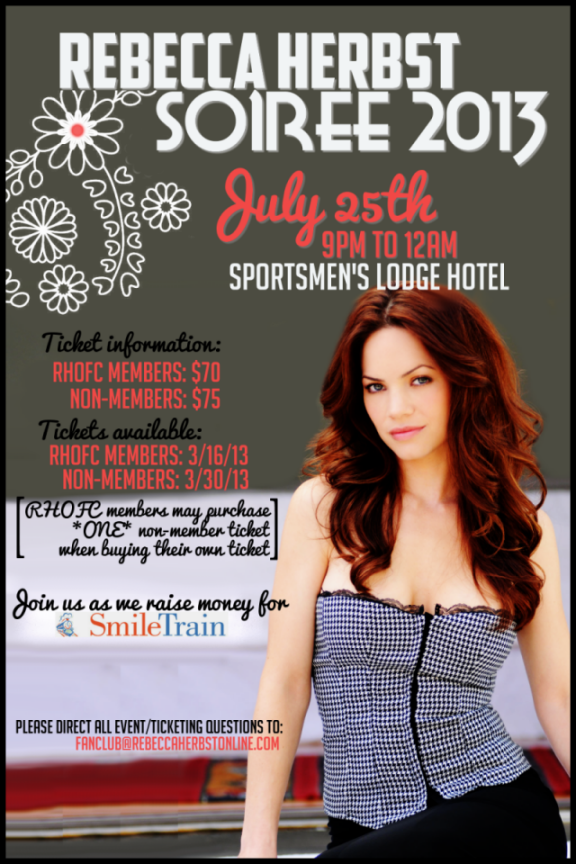 REBECCA HERBST
SOIREE 2013
July 25th
9PM TO 12AM
SPORTSMEN'S LODGE HOTEL
Ticket information:
RHOFC MEMBERS: $70
NON-MEMBERS: $75
Tickets available:
RHOFC MEMBERS: 3/16/13
NON-MEMBERS: 3/30/13
[RHOFC members may purchase
*ONE* non-member ticket
when buying their own ticket]
Join us as we raise money for
SmileTrain
PLEASE DIRECT ALL EVENT/TICKETING QUESTIONS TO:
FANCLUB@REBECCAHERBSTONLINE.COM